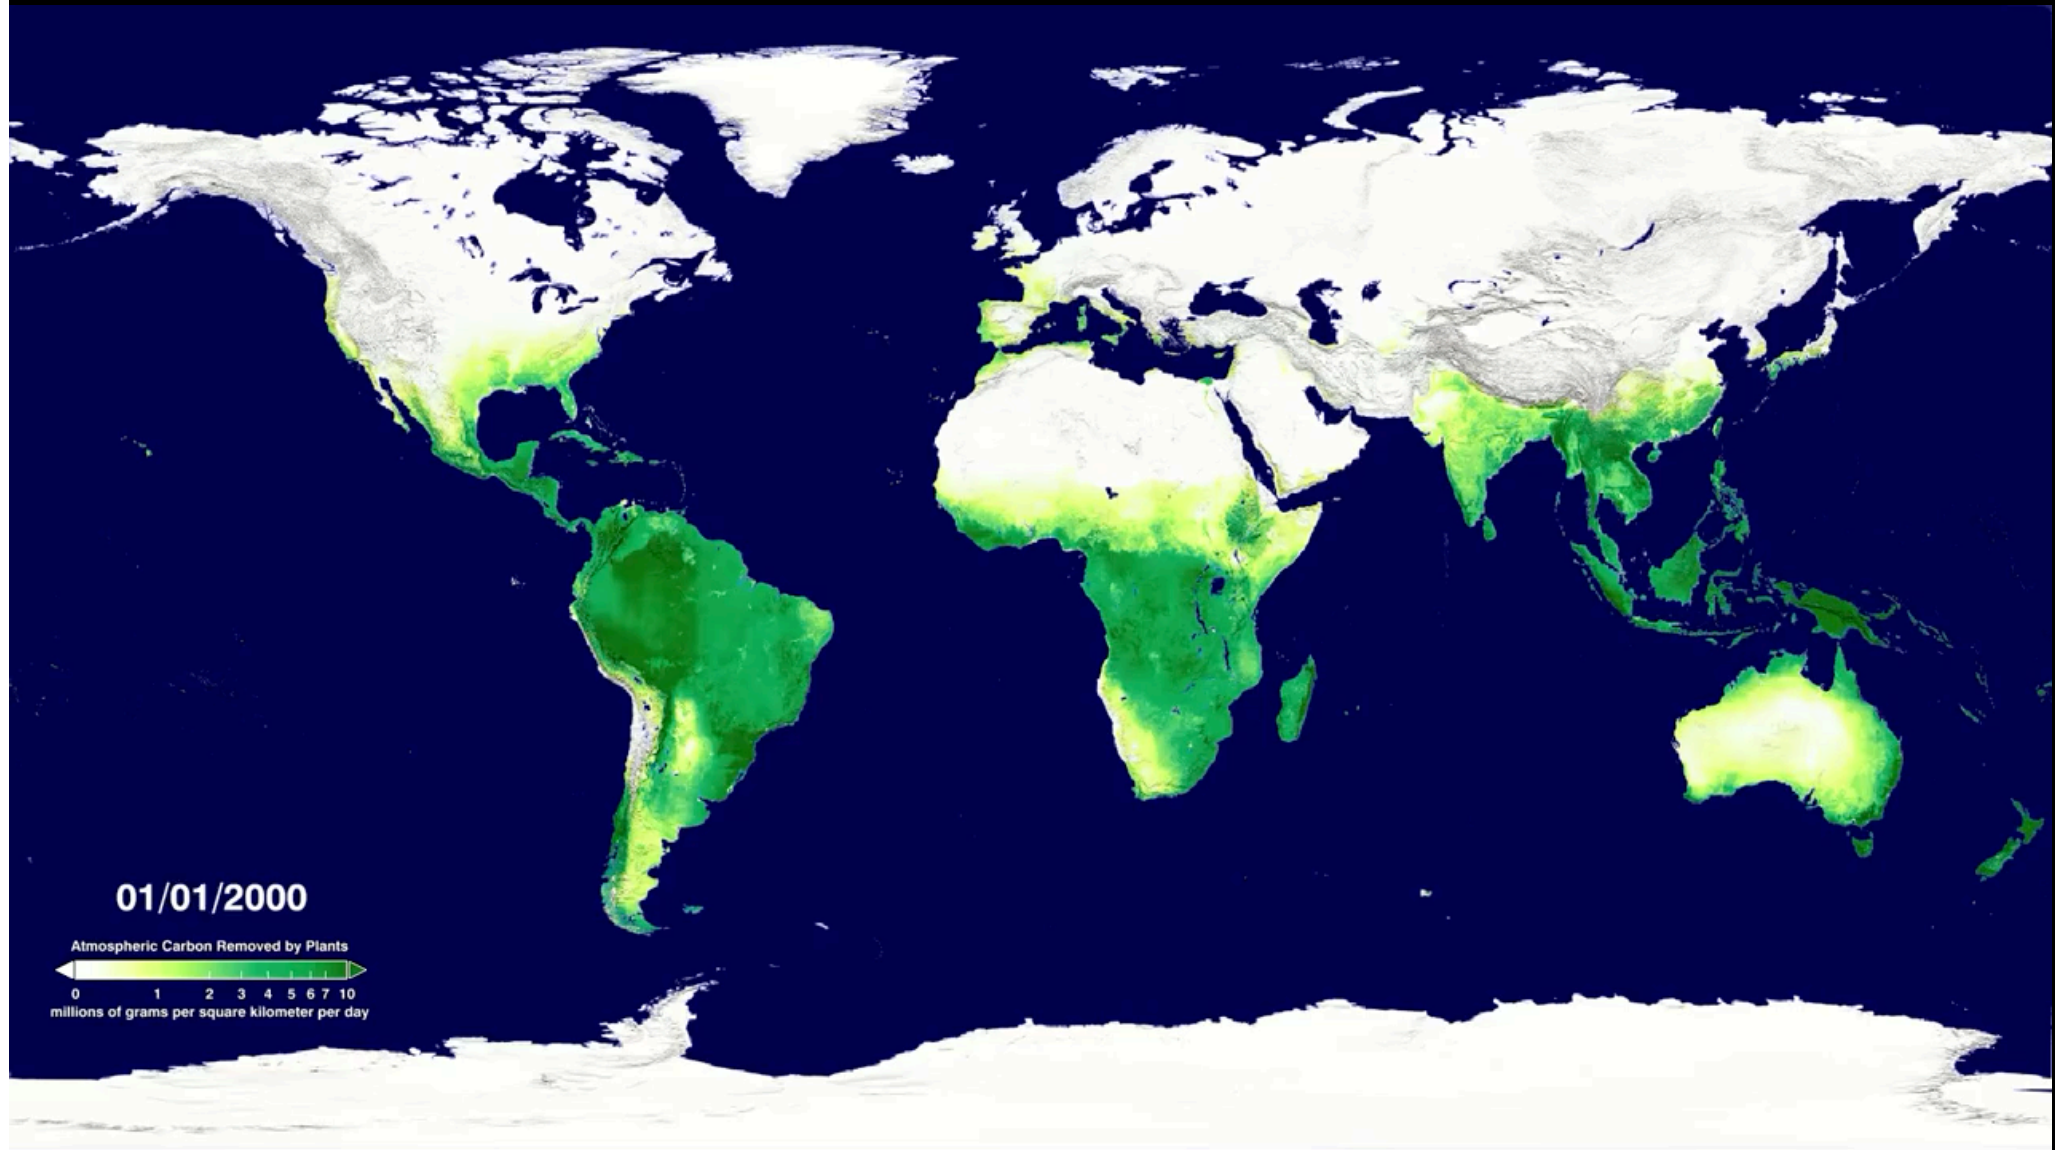 01/01/2000
Atmospheric Carbon Removed by Plants
0 1 2 3 4 5 6 7 10
millions of grams per square kilometer per day